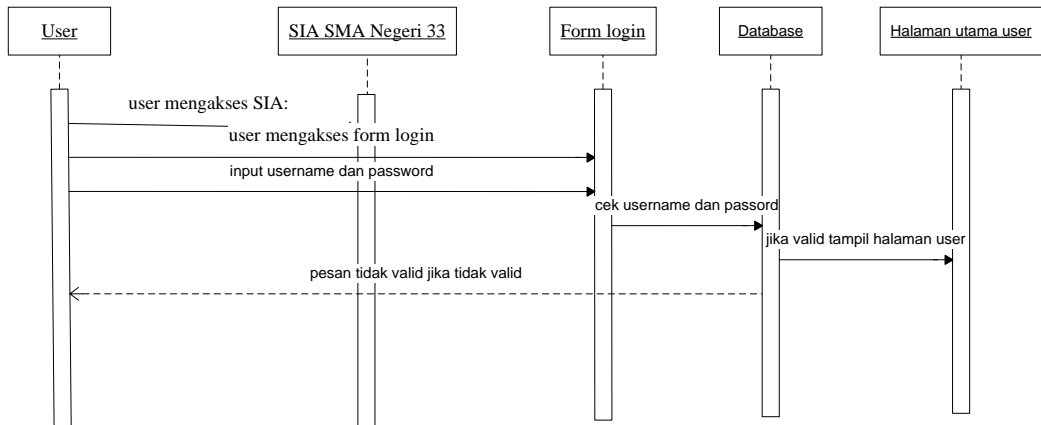 User
SIA SMA Negeri 33
Form login
Database
Halaman utama user
user mengakses SIA:
user mengakses form login
input username dan password
cek username dan passord
jika valid tampil halaman user
pesan tidak valid jika tidak valid